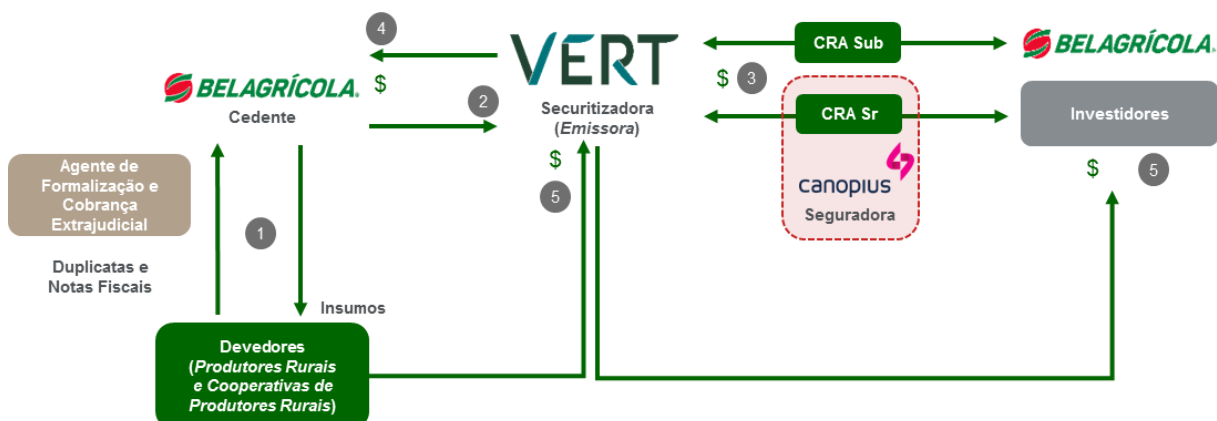 4
VERT
CRA Sub
BELAGRÍCOLA
$
3
BELAGRÍCOLA.
$
Cedente
2
Securitizadora
(Emissora)
CRA Sr
Investidores
Agente de
Formalização e
Cobrança
Extrajudicial
$
5
canopius
Seguradora
$
5
1
Duplicatas e
Notas Fiscais
Insumos
Devedores
(Produtores Rurais
e Cooperativas de
Produtores Rurais)